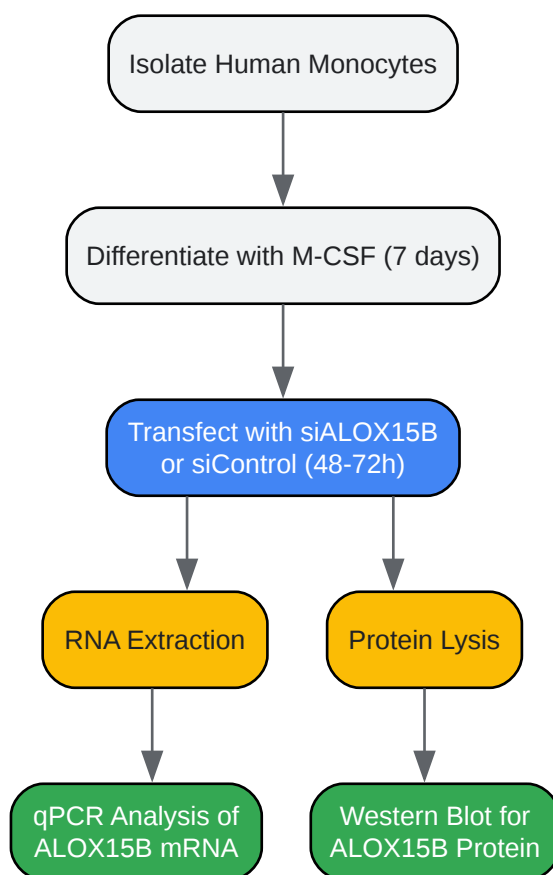 Isolate Human Monocytes
Differentiate with M-CSF (7 days)
Transfect with siALOX15B
or siControl (48-72h)
RNA Extraction
Protein Lysis
qPCR Analysis of
ALOX15B mRNA
Western Blot for
ALOX15B Protein